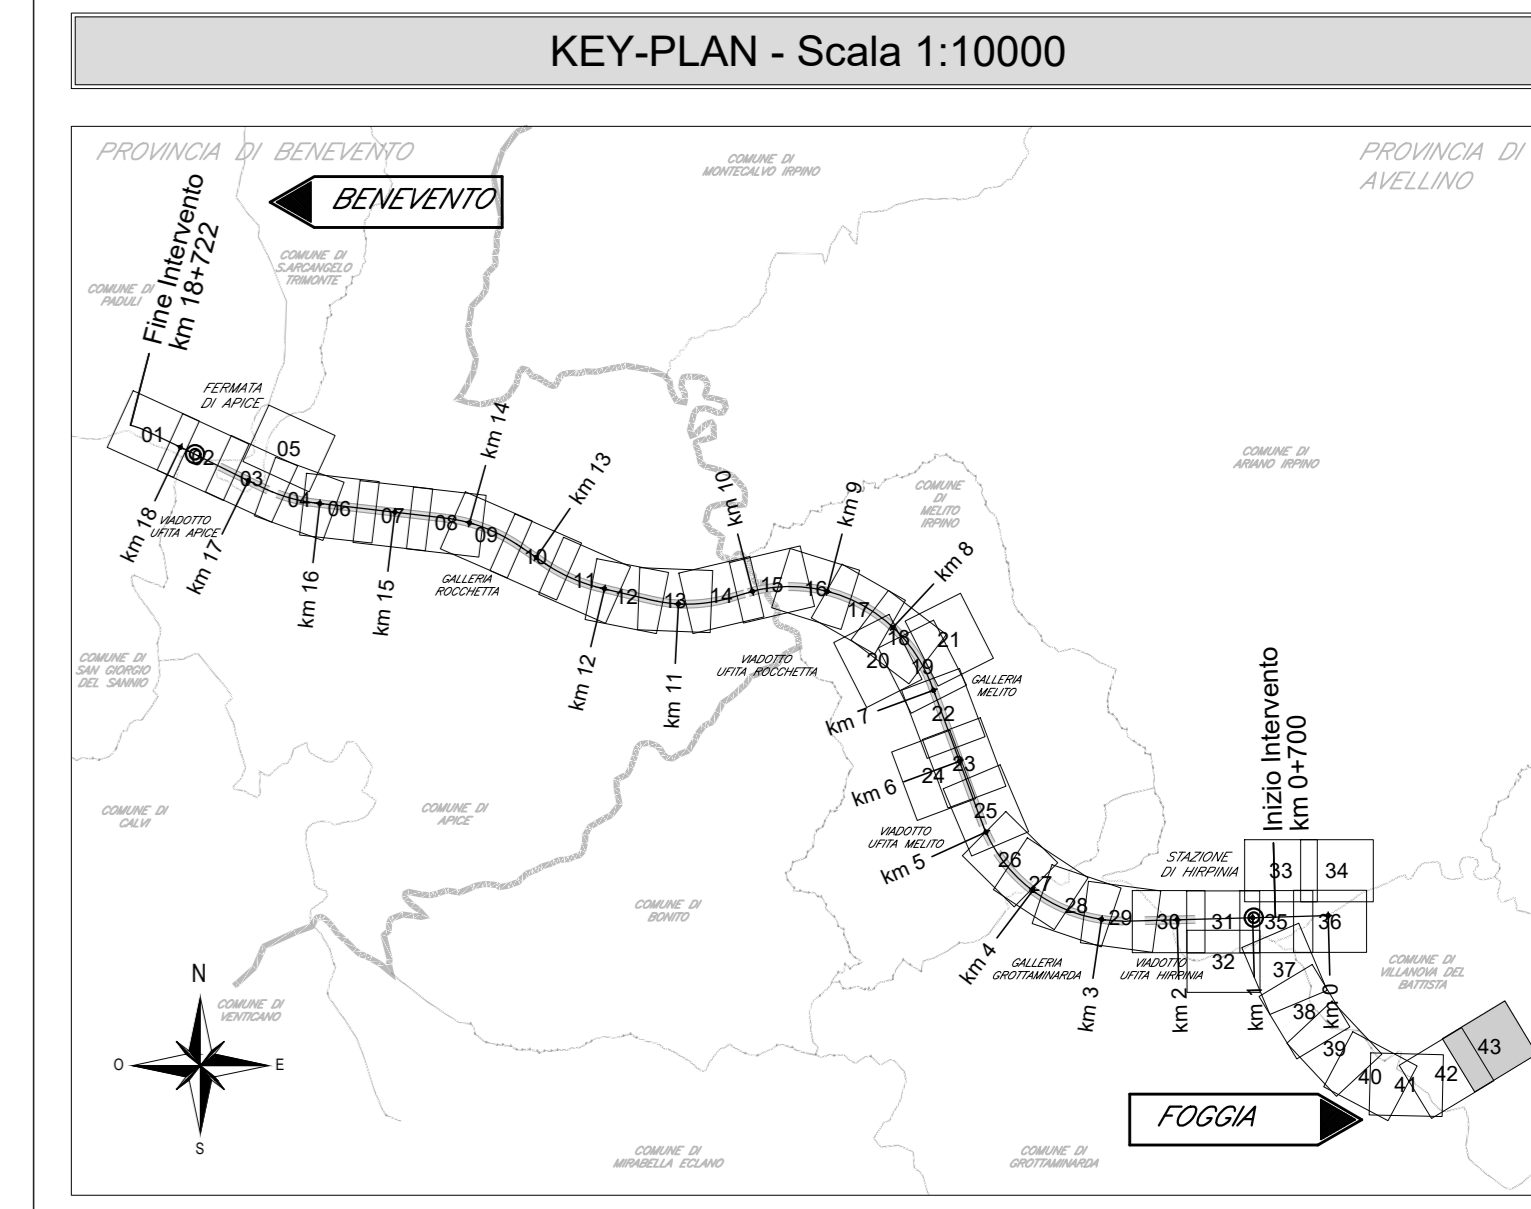 KEY-PLAN - Scala 1:10000
PROVINCIA DI BENEVENTO
PROVINCIA DI
AVELLINO
BENEVENTO
COMUNE DI
MONTECALVO IRPINO
COMUNE DI
S.ARCANGELO
TRIMONTE
COMUNE DI
PADULI
Fine Intervento
km 18+722
FERMATA
DI APICE
01
02
03
04
05
06
07
08
09
10
11
12
13
14
15
16
17
18
19
20
21
22
23
24
25
26
27
28
29
30
31
32
33
34
35
36
37
38
39
40
41
42
43
km 18
km 17
km 16
km 15
km 14
km 13
km 12
km 11
km 10
km 9
km 8
km 7
km 6
km 5
km 4
km 3
km 2
km 1
km 0
VIADOTTO
UFITA APICE
GALLERIA
ROCCHETTA
VIADOTTO
UFITA ROCCHETTA
GALLERIA
MELITO
VIADOTTO
UFITA MELITO
GALLERIA
GROTTAMINARDA
VIADOTTO
UFITA HIRPINIA
STAZIONE
DI HIRPINIA
Inizio Intervento
km 0+700
COMUNE DI
ARIANO IRPINO
COMUNE
DI
MELITO
IRPINO
COMUNE DI
SAN GIORGIO
DEL SANNIO
COMUNE DI
CALVI
COMUNE DI
APICE
COMUNE DI
BONITO
COMUNE DI
VENTICANO
COMUNE DI
VILLANOVA DEL
BATTISTA
COMUNE DI
MIRABELLA ECLANO
COMUNE DI
GROTTAMINARDA
FOGGIA
N
O
E
S